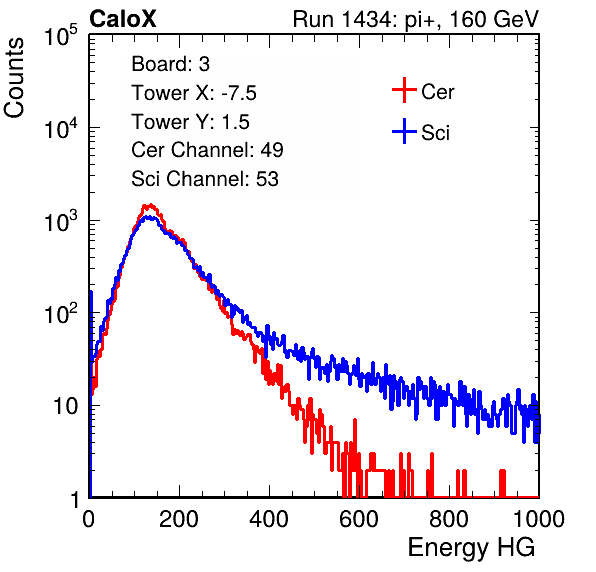 CaloX Run 1434: pi+, 160 GeV
Counts
Board: 3
Tower X: -7.5
Tower Y: 1.5
Cer Channel: 49
Sci Channel: 53
Cer
Sci
10^5
10^4
10^3
10^2
10
1
0 200 400 600 800 1000
Energy HG